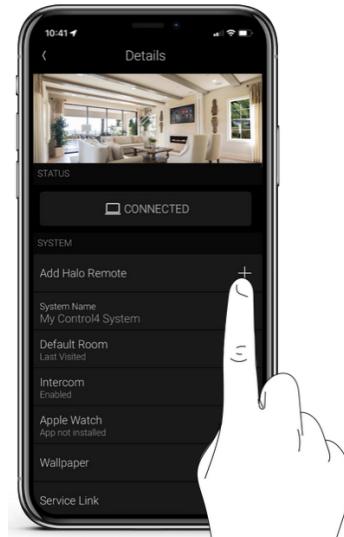 10:41
Details
STATUS
CONNECTED
SYSTEM
Add Halo Remote
System Name
My Control4 System
Default Room
Last Visited
Intercom
Enabled
Apple Watch
App not installed
Wallpaper
Service Link